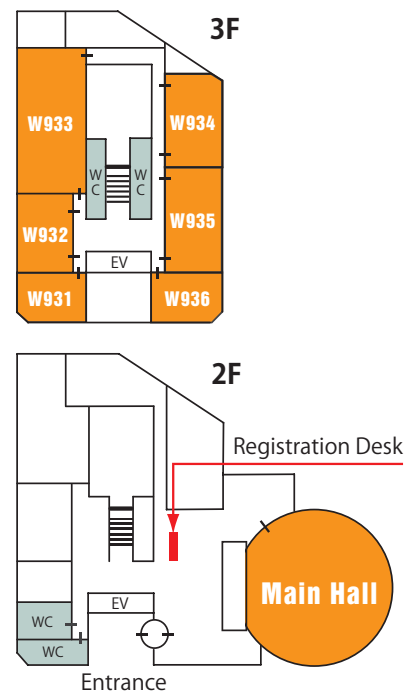 3F
W933
W934
W
C
W
C
W932
W935
EV
W931
W936
2F
Registration Desk
Main Hall
EV
WC
WC
Entrance